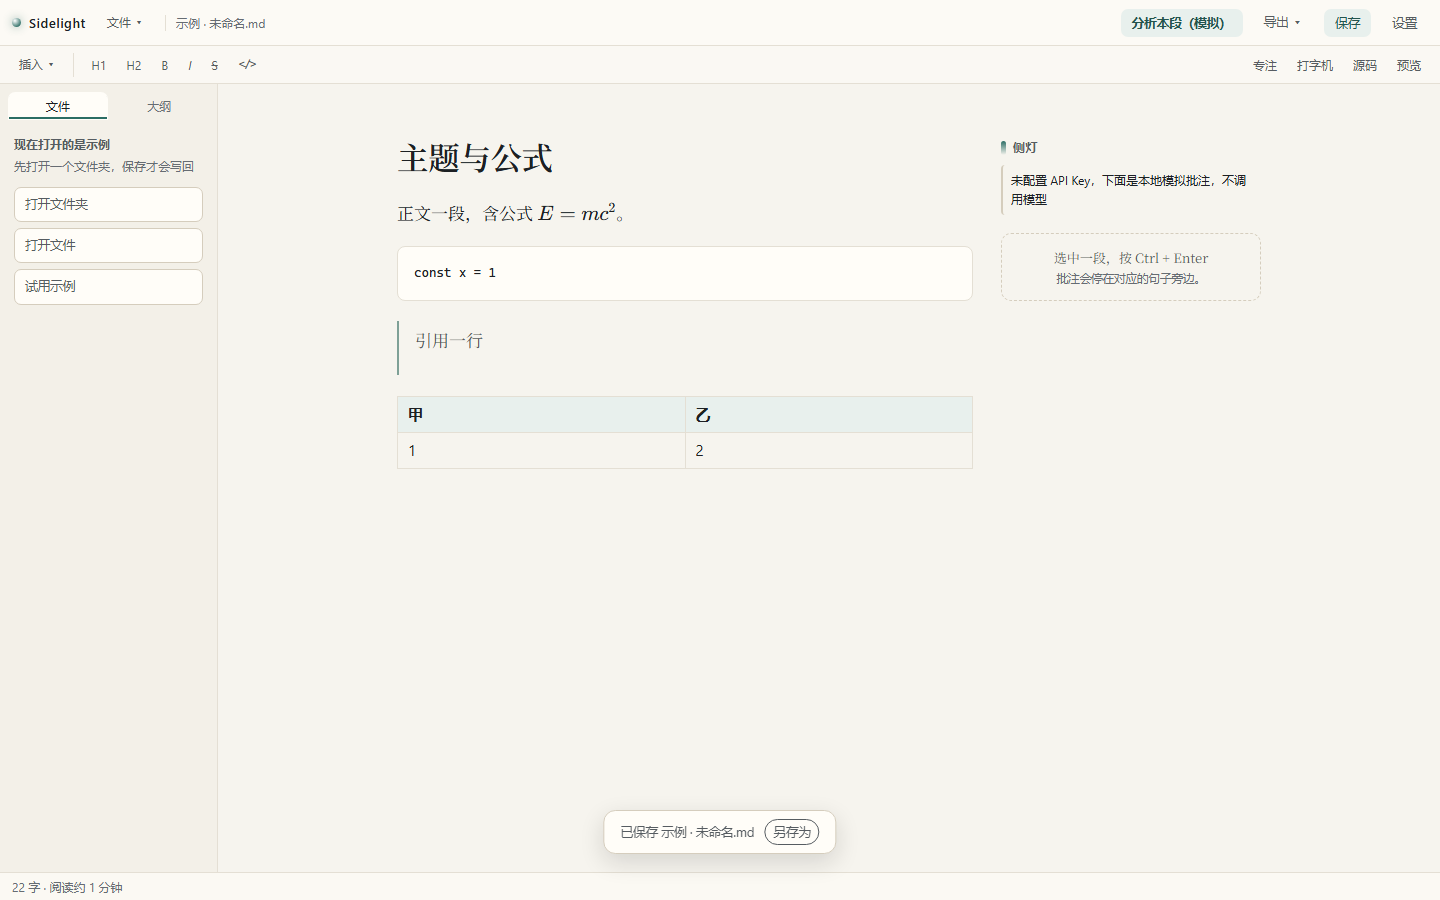 Sidelight 文件 ▾ 示例 · 未命名.md 分析本段（模拟） 导出 ▾ 保存 设置
插入 ▾ H1 H2 B I S </> 专注 打字机 源码 预览
文件 大纲
现在打开的是示例
先打开一个文件夹，保存才会写回
打开文件夹
打开文件
试用示例
主题与公式
正文一段，含公式 E = mc²。
const x = 1
引用一行
甲 乙
1 2
侧灯
未配置 API Key，下面是本地模拟批注，不调
用模型
选中一段，按 Ctrl + Enter
批注会停在对应的句子旁边。
已保存 示例 · 未命名.md 另存为
22 字 · 阅读约 1 分钟